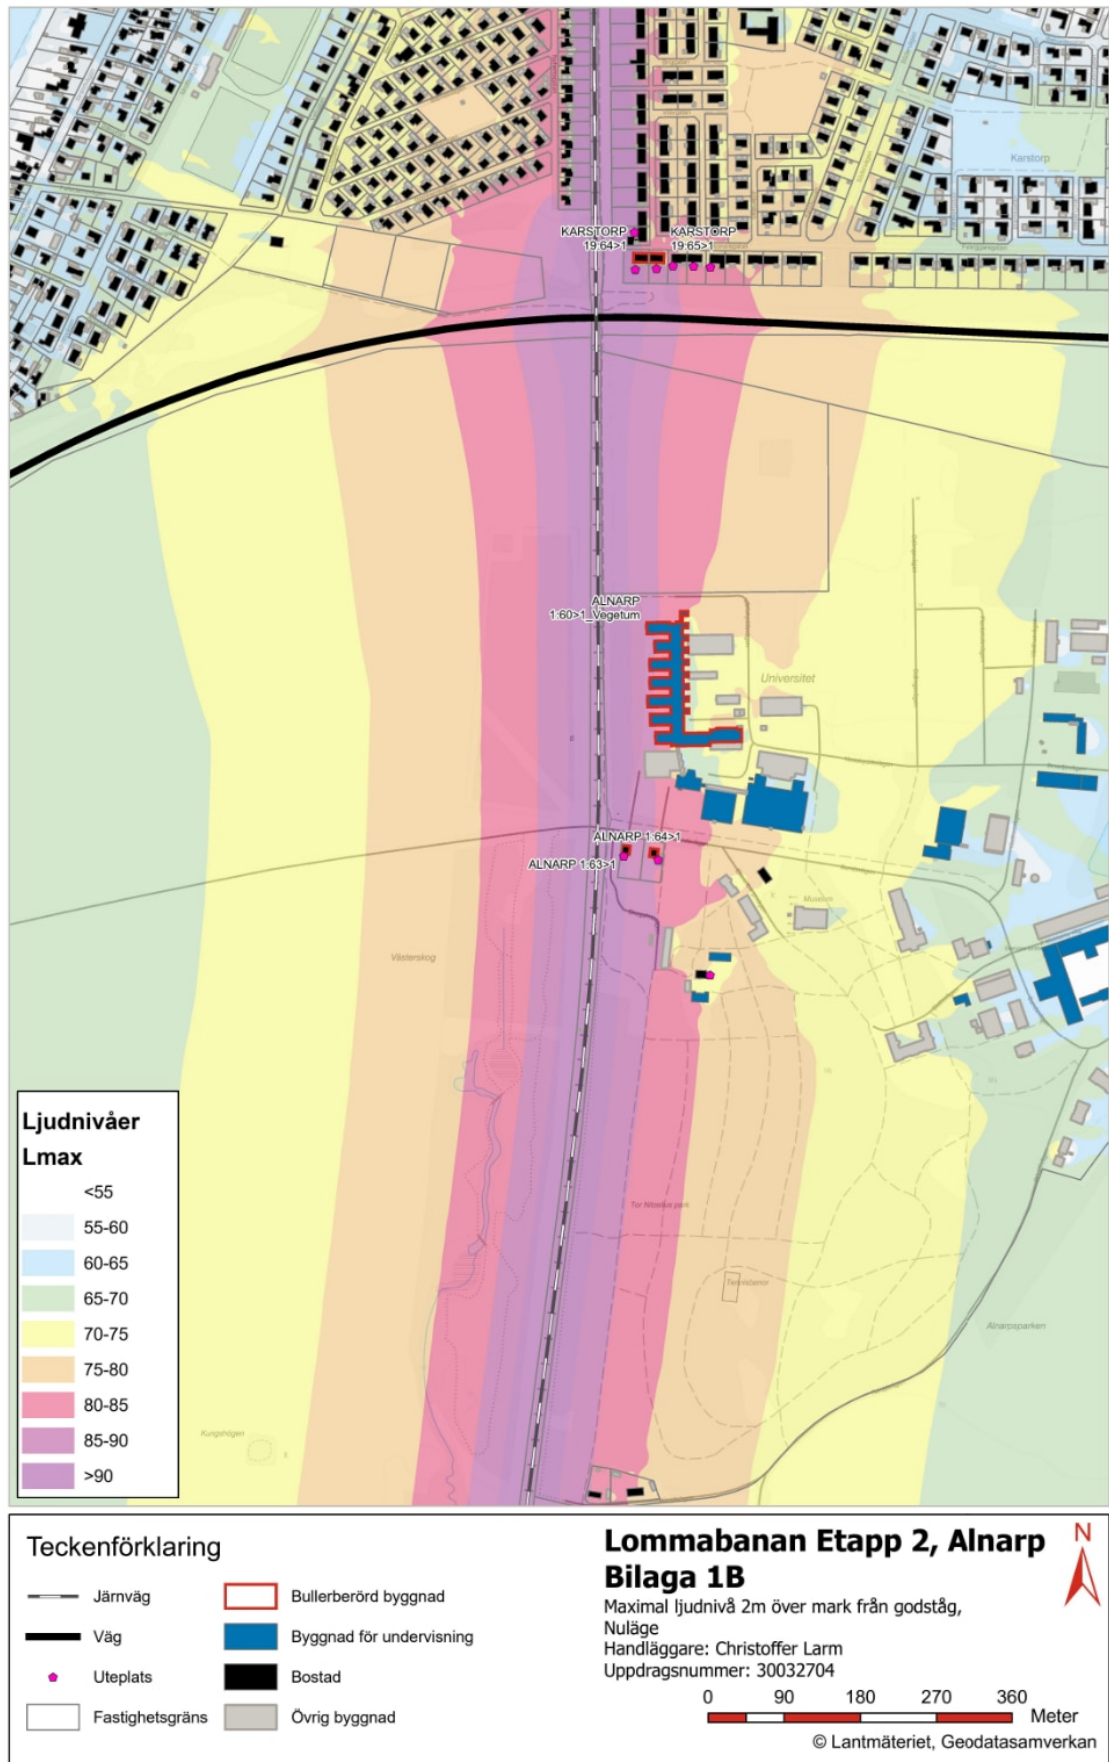 Karstorp
KARSTORP
19:64>1
KARSTORP
19:65>1
ALNARP
1:60>1_Vegetum
Universitet
ALNARP 1:64>1
ALNARP 1:63>1
Museum
Västerskog
Tor Nitzelius park
Tennisbanor
Alnarpsparken
Kungshögen
Ljudnivåer
Lmax
<55
55-60
60-65
65-70
70-75
75-80
80-85
85-90
>90
Teckenförklaring
Järnväg
Väg
Uteplats
Fastighetsgräns
Bullerberörd byggnad
Byggnad för undervisning
Bostad
Övrig byggnad
Lommabanan Etapp 2, Alnarp
Bilaga 1B
Maximal ljudnivå 2m över mark från godståg,
Nuläge
Handläggare: Christoffer Larm
Uppdragsnummer: 30032704
N
0 90 180 270 360
Meter
© Lantmäteriet, Geodatasamverkan